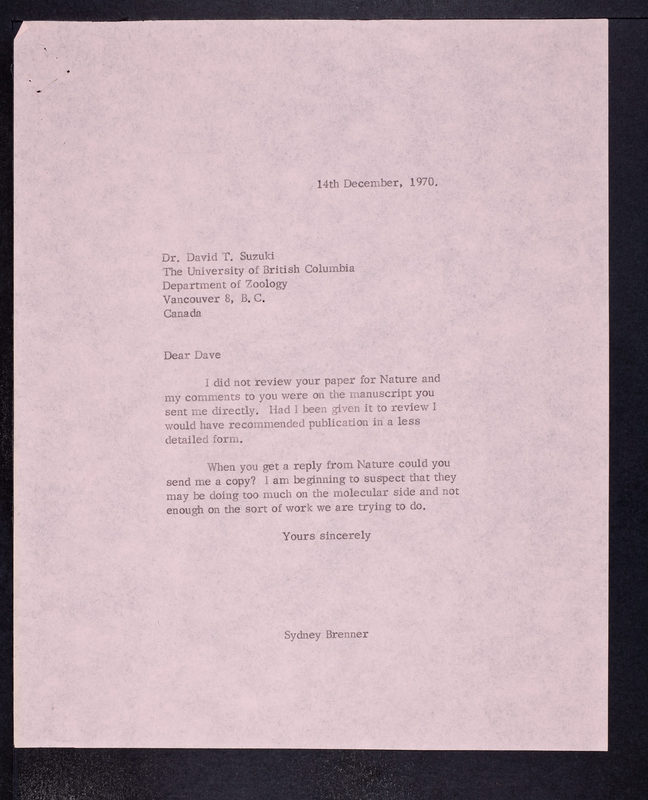 14th December, 1970.
Dr. David T. Suzuki
The University of British Columbia
Department of Zoology
Vancouver 8, B.C.
Canada
Dear Dave
I did not review your paper for Nature and
my comments to you were on the manuscript you
sent me directly. Had I been given it to review I
would have recommended publication in a less
detailed form.
When you get a reply from Nature could you
send me a copy? I am beginning to suspect that they
may be doing too much on the molecular side and not
enough on the sort of work we are trying to do.
Yours sincerely
Sydney Brenner